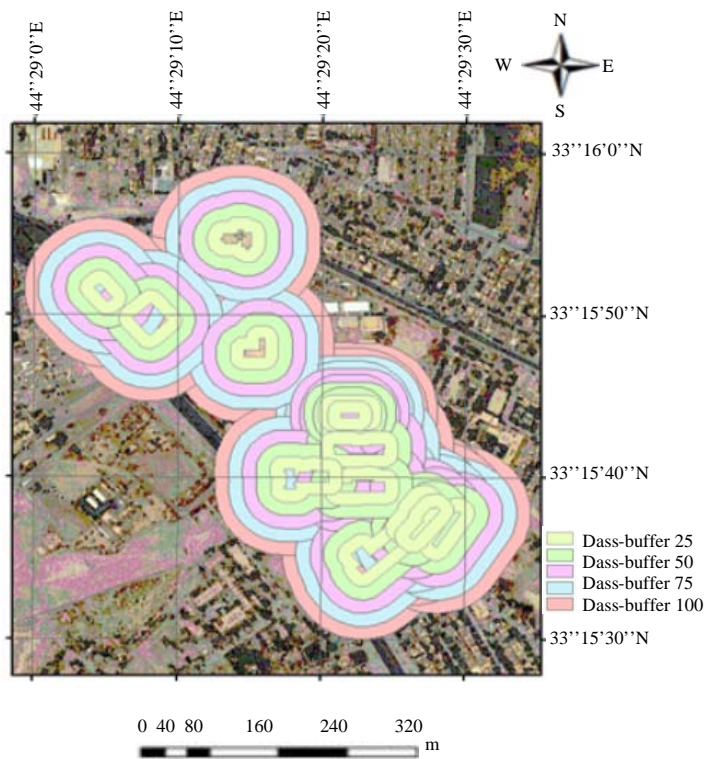 44''29'0''E
44''29'10''E
44''29'20''E
44''29'30''E
N
W
E
S
33''16'0''N
33''15'50''N
33''15'40''N
33''15'30''N
Dass-buffer 25
Dass-buffer 50
Dass-buffer 75
Dass-buffer 100
0 40 80 160 240 320
m